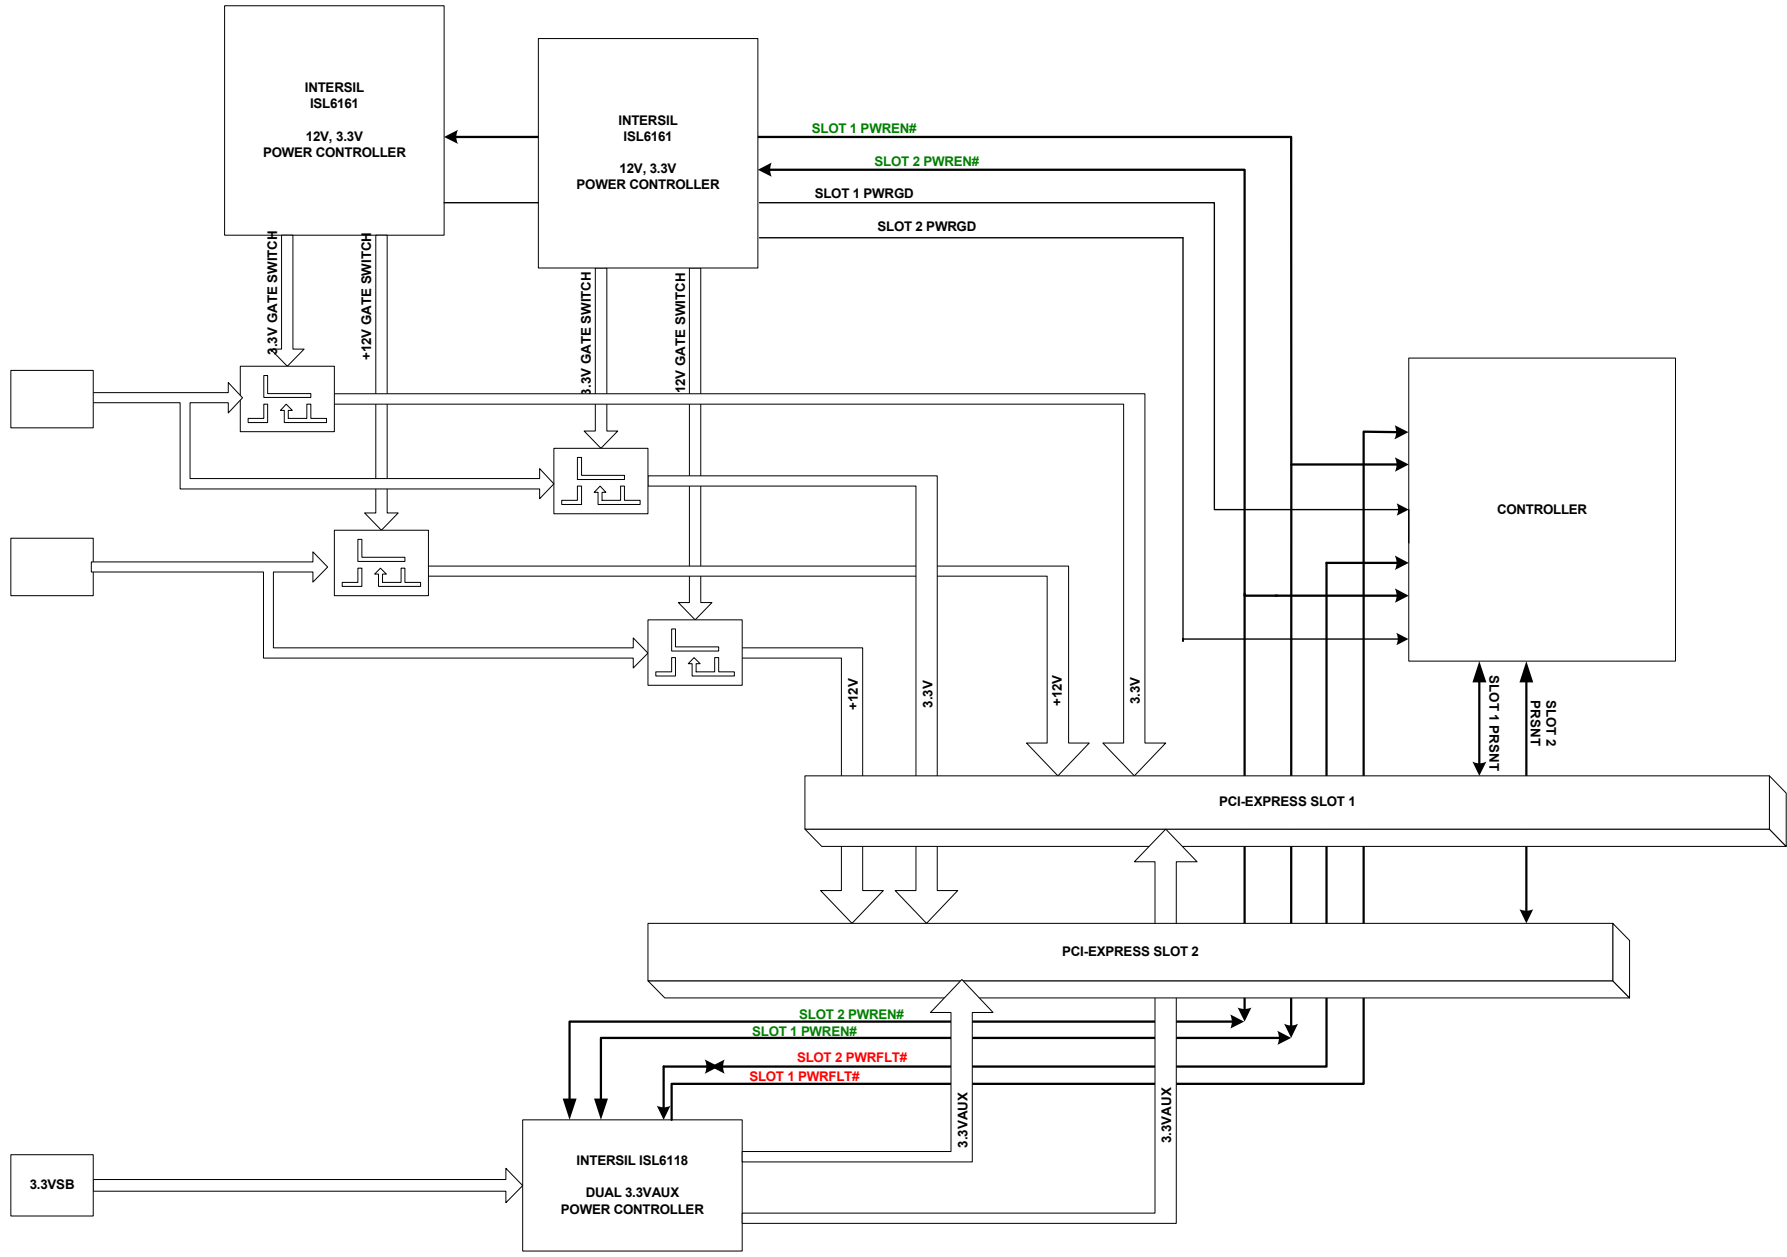 INTERSIL
ISL6161
12V, 3.3V
POWER CONTROLLER
INTERSIL
ISL6161
12V, 3.3V
POWER CONTROLLER
SLOT 1 PWREN#
SLOT 2 PWREN#
SLOT 1 PWRGD
SLOT 2 PWRGD
3.3V GATE SWITCH
+12V GATE SWITCH
3.3V GATE SWITCH
12V GATE SWITCH
CONTROLLER
+12V
3.3V
+12V
3.3V
SLOT 1 PRSNT
SLOT 2
PRSNT
PCI-EXPRESS SLOT 1
PCI-EXPRESS SLOT 2
SLOT 2 PWREN#
SLOT 1 PWREN#
SLOT 2 PWRFLT#
SLOT 1 PWRFLT#
3.3VAUX
3.3VAUX
3.3VSB
INTERSIL ISL6118
DUAL 3.3VAUX
POWER CONTROLLER